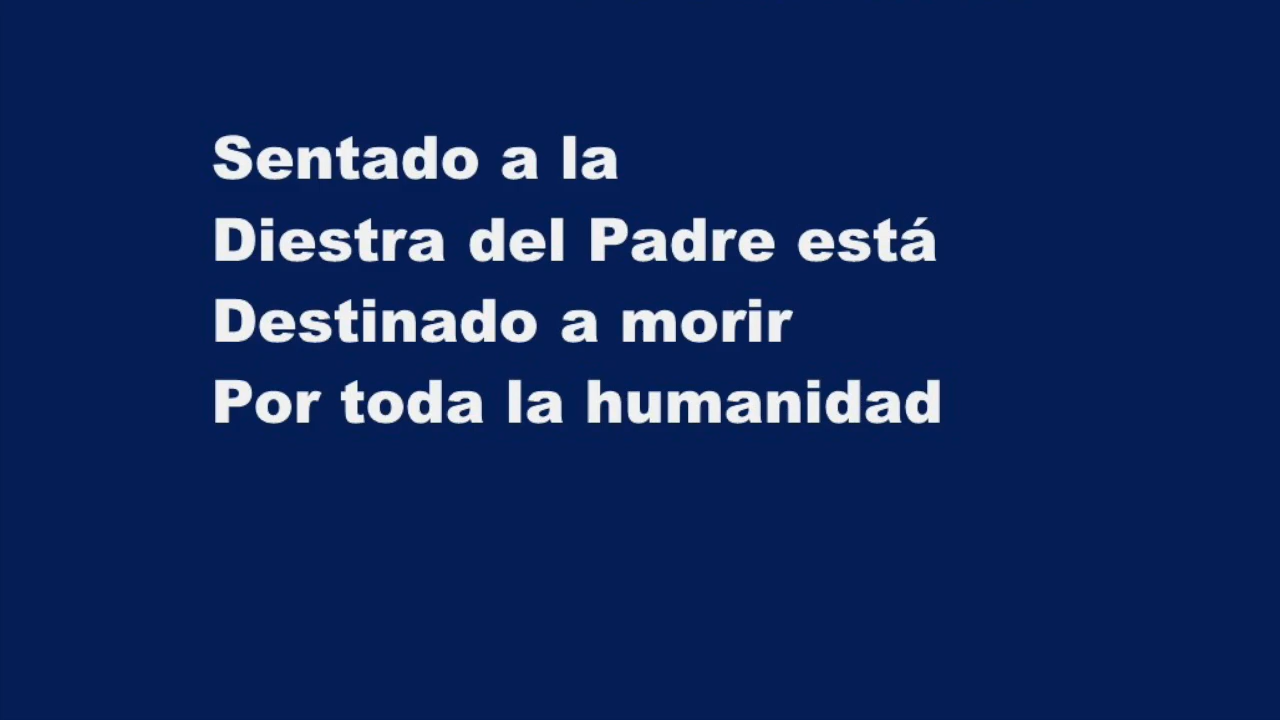 Sentado a la
Diestra del Padre está
Destinado a morir
Por toda la humanidad